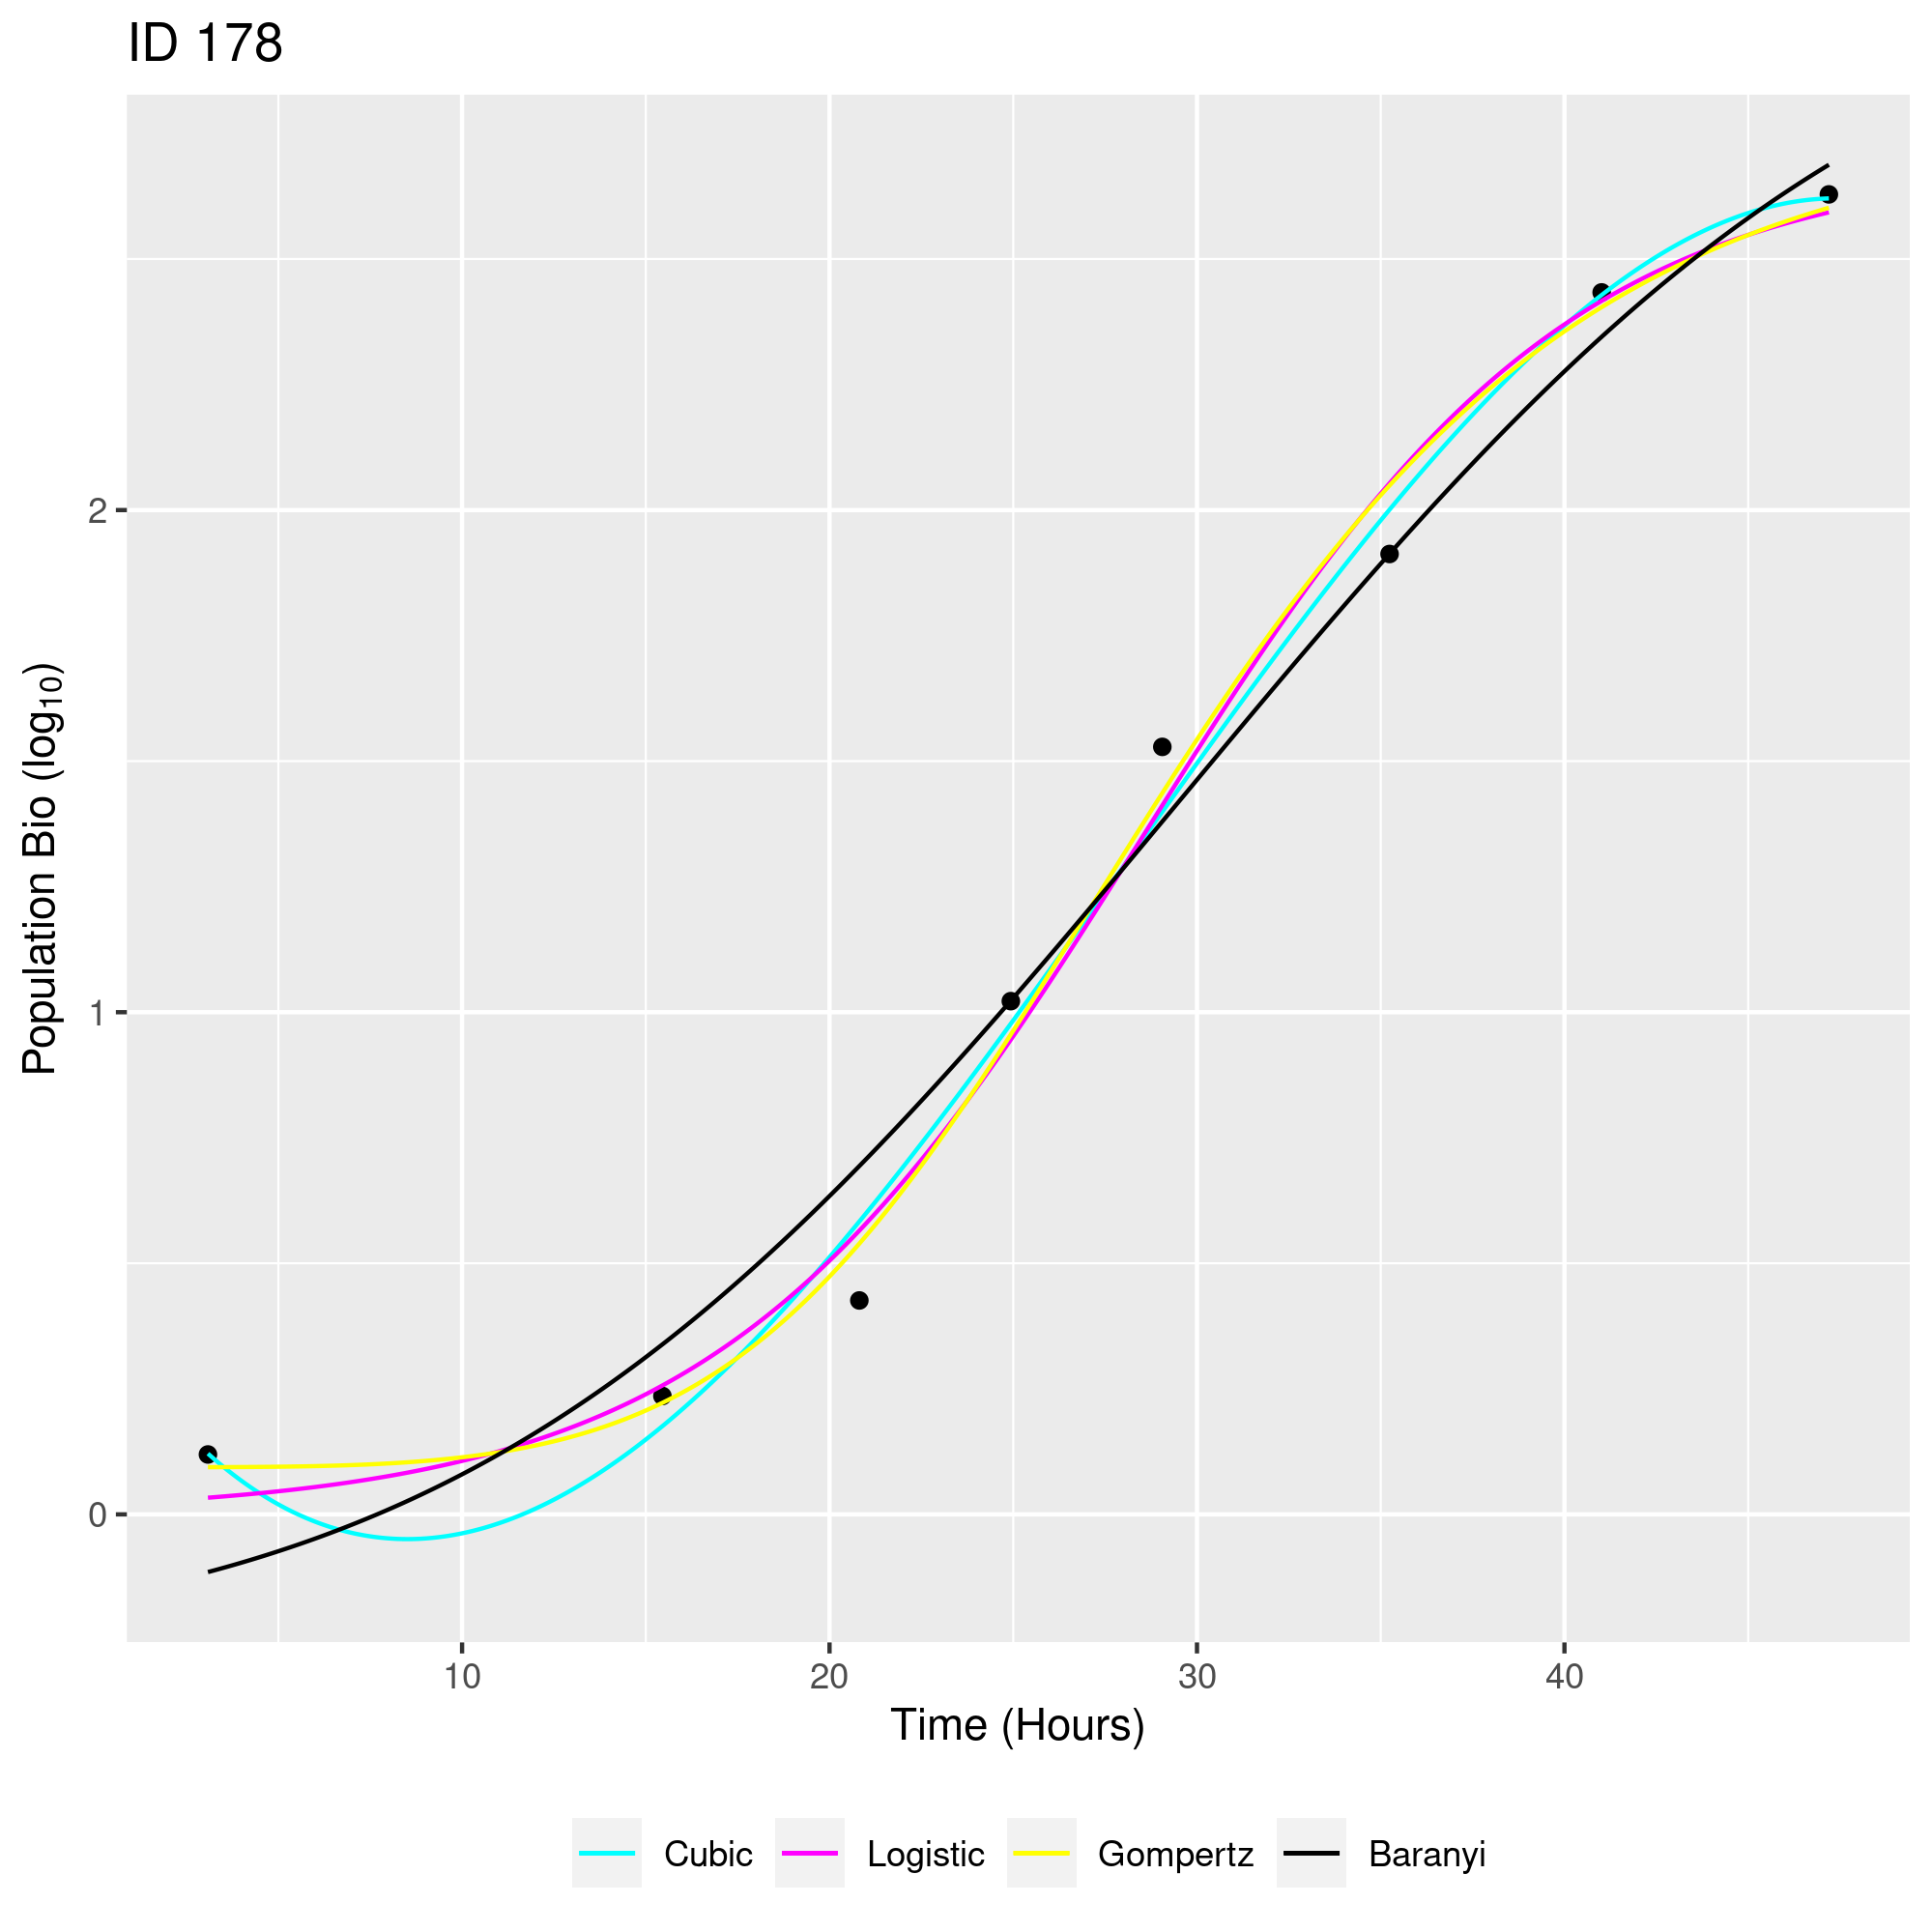 ID 178
Population Bio (log₁₀)
2
1
0
10 20 30 40
Time (Hours)
Cubic Logistic Gompertz Baranyi